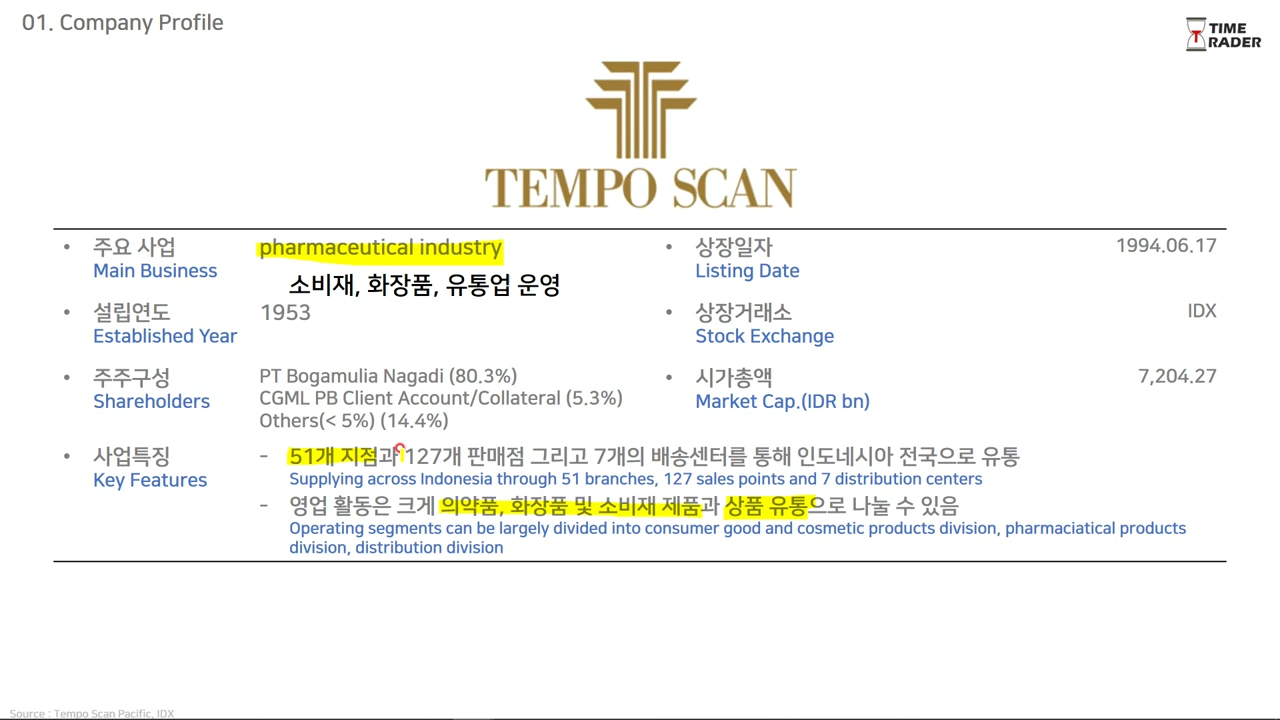 01. Company Profile
TIME
RADER
TEMPO SCAN
• 주요 사업 pharmaceutical industry
Main Business
소비재, 화장품, 유통업 운영
• 설립연도 1953
Established Year
• 주주구성 PT Bogamulia Nagadi (80.3%)
Shareholders CGML PB Client Account/Collateral (5.3%)
Others(< 5%) (14.4%)
• 상장일자 1994.06.17
Listing Date
• 상장거래소 IDX
Stock Exchange
• 시가총액 7,204.27
Market Cap.(IDR bn)
• 사업특징
Key Features
- 51개 지점과 127개 판매점 그리고 7개의 배송센터를 통해 인도네시아 전국으로 유통
Supplying across Indonesia through 51 branches, 127 sales points and 7 distribution centers
- 영업 활동은 크게 의약품, 화장품 및 소비재 제품과 상품 유통으로 나눌 수 있음
Operating segments can be largely divided into consumer good and cosmetic products division, pharmaciatical products
division, distribution division
Source : Tempo Scan Pacific, IDX